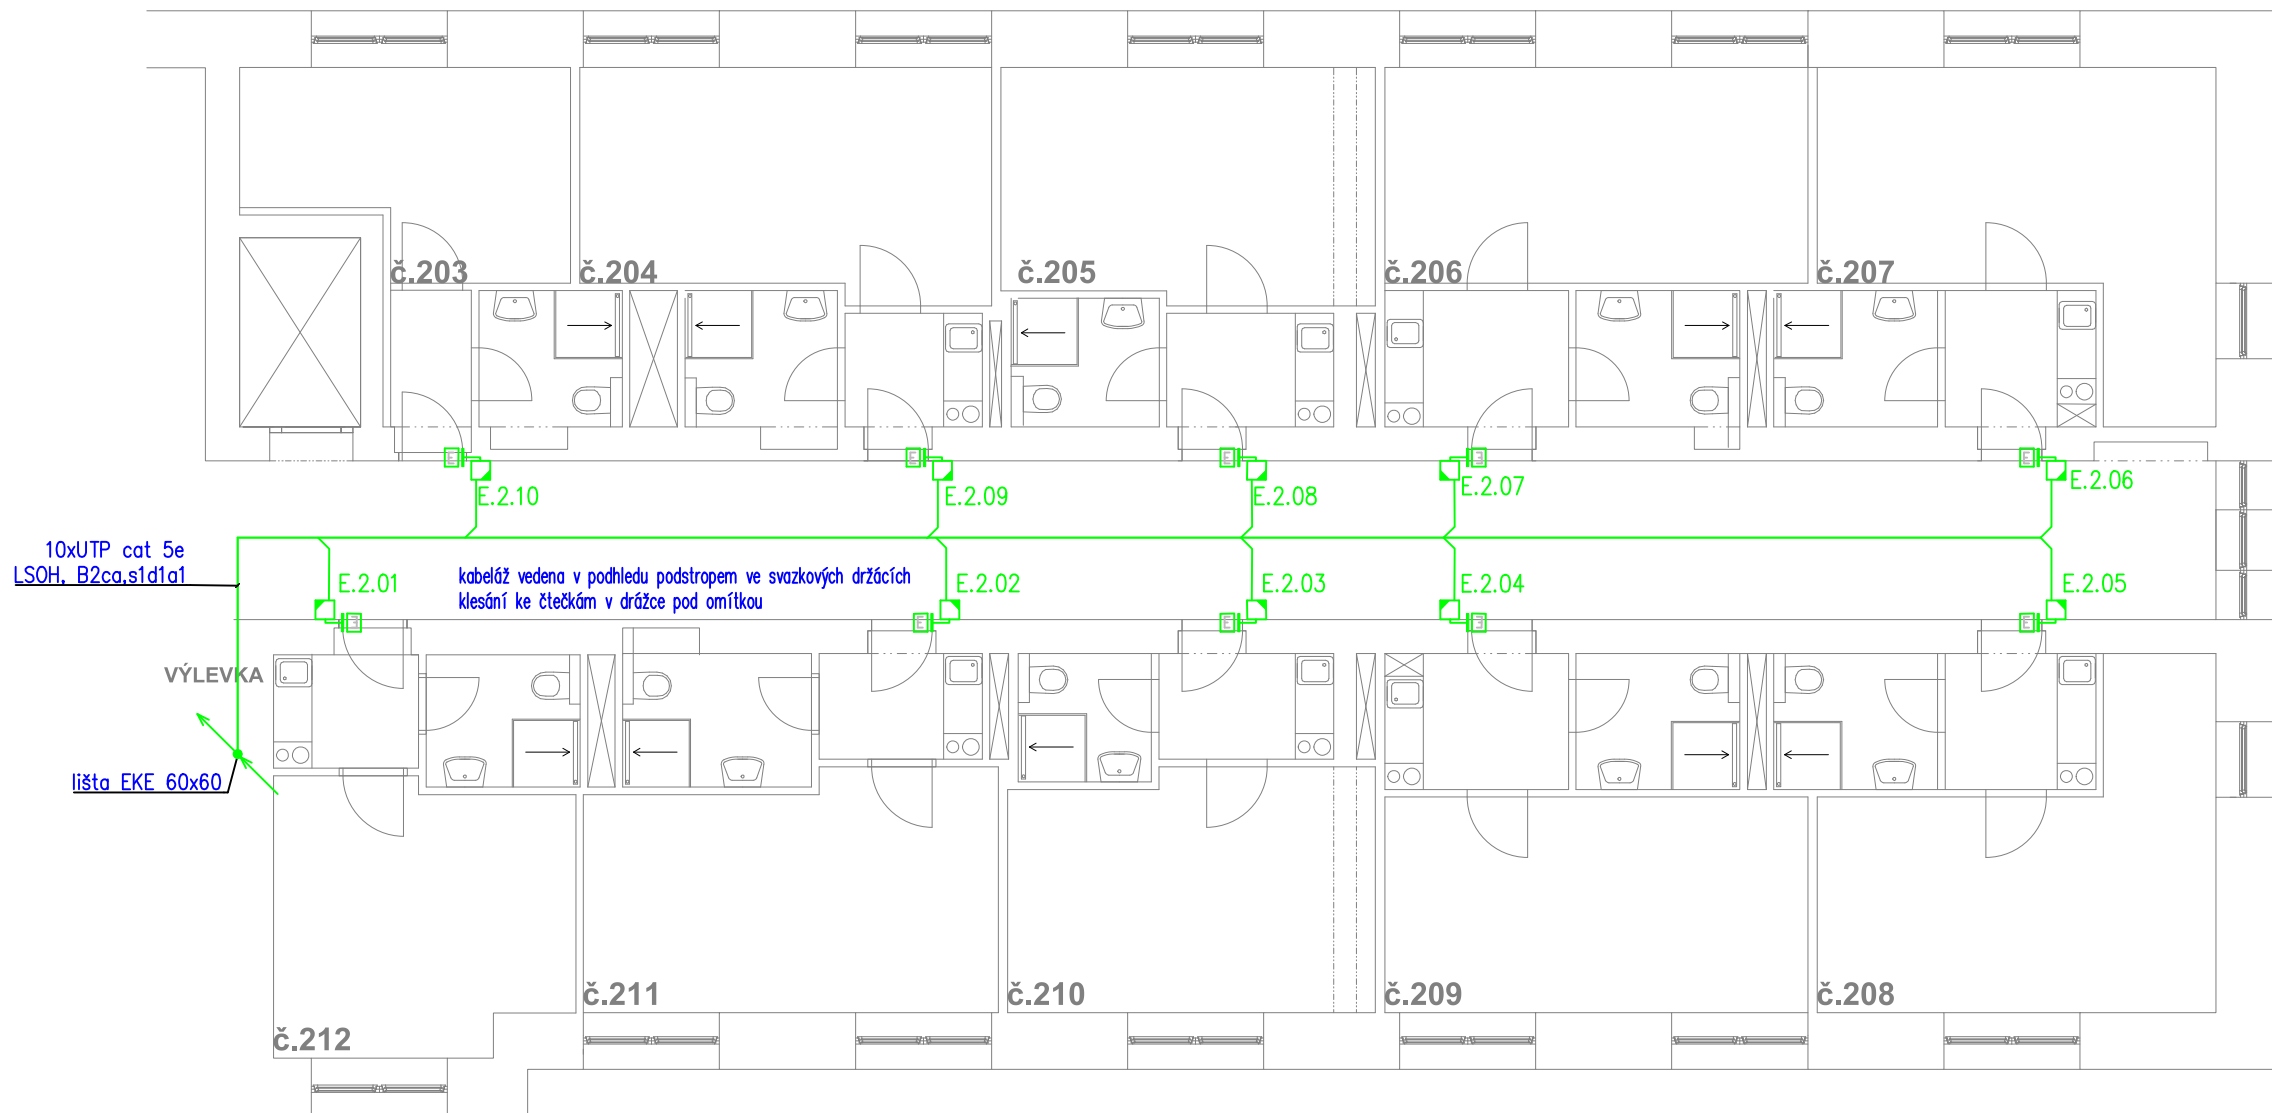 č.203
č.204
č.205
č.206
č.207
E
E
E
E
E
E.2.10
E.2.09
E.2.08
E.2.07
E.2.06
10xUTP cat 5e
LSOH, B2ca,s1d1a1
kabeláž vedena v podhledu podstropem ve svazkových držácích
klesání ke čtečkám v drážce pod omítkou
E.2.01
E.2.02
E.2.03
E.2.04
E.2.05
E
E
E
E
E
VÝLEVKA
lišta EKE 60x60
č.211
č.210
č.209
č.208
č.212